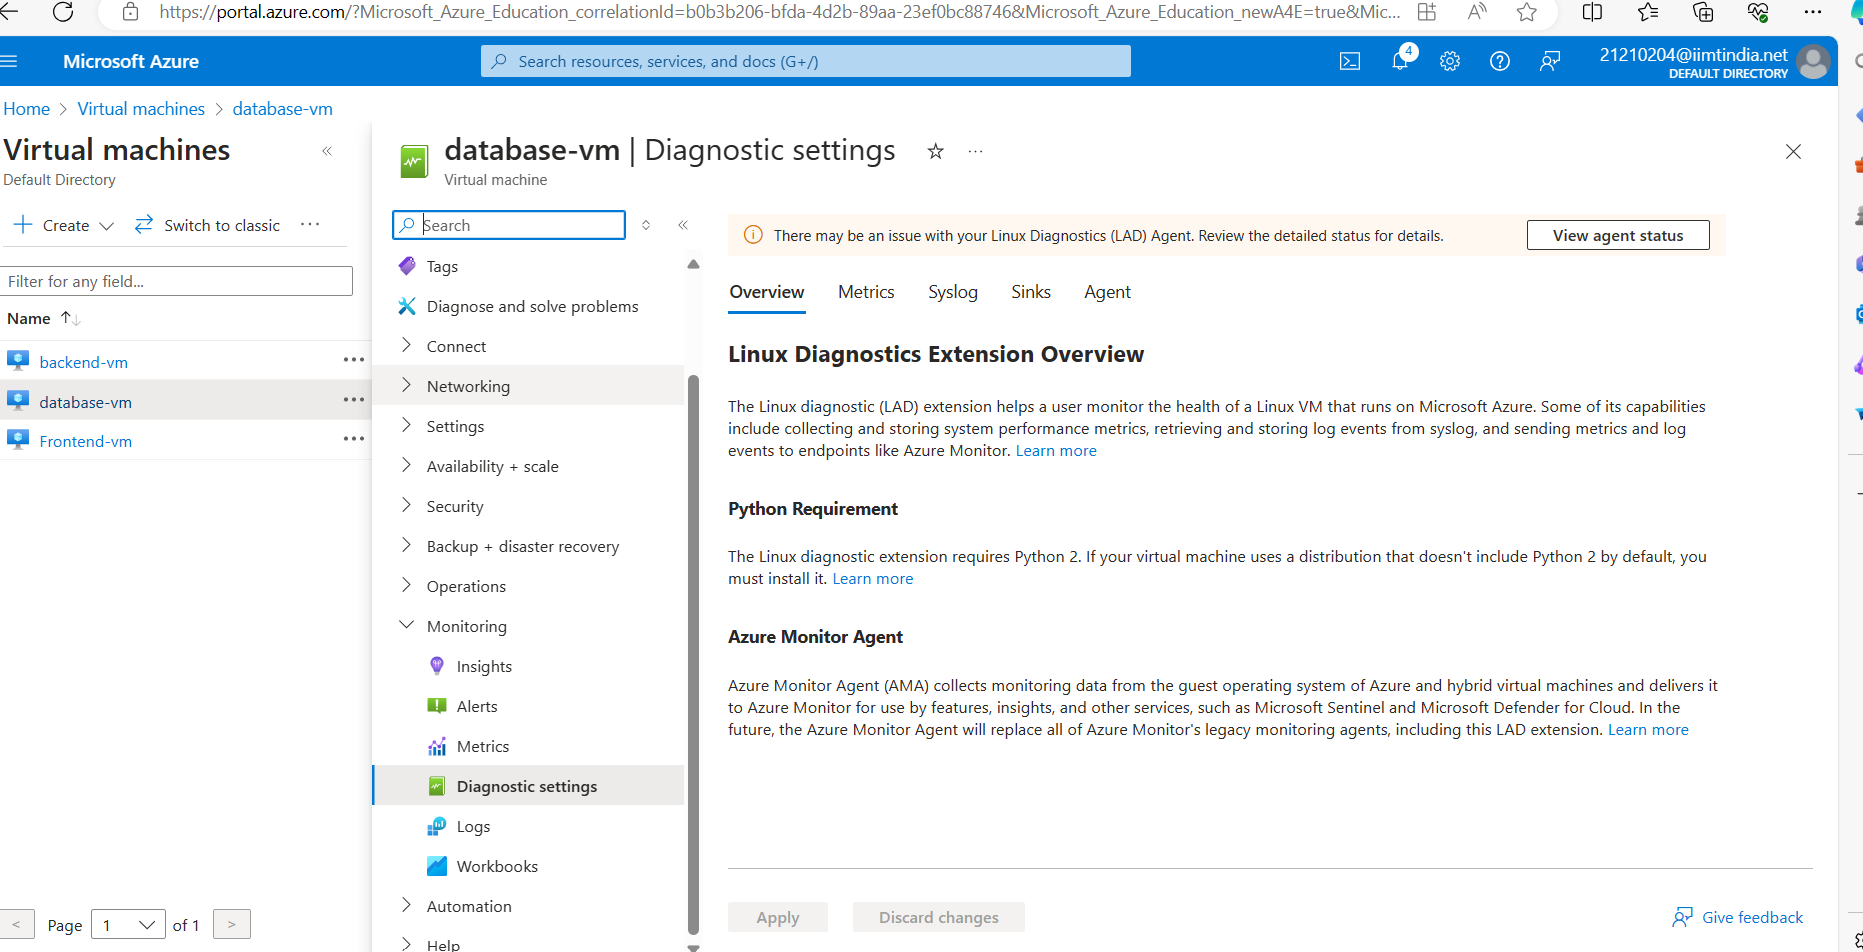 https://portal.azure.com/?Microsoft_Azure_Education_correlationId=b0b3b206-bfda-4d2b-89aa-23ef0bc88746&Microsoft_Azure_Education_newA4E=true&Mic...
Microsoft Azure
Search resources, services, and docs (G+/)
4
21210204@iimtindia.net
DEFAULT DIRECTORY
Home > Virtual machines > database-vm
Virtual machines
Default Directory
Create
Switch to classic
Filter for any field...
Name
backend-vm
database-vm
Frontend-vm
< Page 1 of 1 >
database-vm | Diagnostic settings
Virtual machine
Search
Tags
Diagnose and solve problems
Connect
Networking
Settings
Availability + scale
Security
Backup + disaster recovery
Operations
Monitoring
Insights
Alerts
Metrics
Diagnostic settings
Logs
Workbooks
Automation
Help
There may be an issue with your Linux Diagnostics (LAD) Agent. Review the detailed status for details.
View agent status
Overview Metrics Syslog Sinks Agent
Linux Diagnostics Extension Overview
The Linux diagnostic (LAD) extension helps a user monitor the health of a Linux VM that runs on Microsoft Azure. Some of its capabilities
include collecting and storing system performance metrics, retrieving and storing log events from syslog, and sending metrics and log
events to endpoints like Azure Monitor. Learn more
Python Requirement
The Linux diagnostic extension requires Python 2. If your virtual machine uses a distribution that doesn't include Python 2 by default, you
must install it. Learn more
Azure Monitor Agent
Azure Monitor Agent (AMA) collects monitoring data from the guest operating system of Azure and hybrid virtual machines and delivers it
to Azure Monitor for use by features, insights, and other services, such as Microsoft Sentinel and Microsoft Defender for Cloud. In the
future, the Azure Monitor Agent will replace all of Azure Monitor's legacy monitoring agents, including this LAD extension. Learn more
Apply
Discard changes
Give feedback